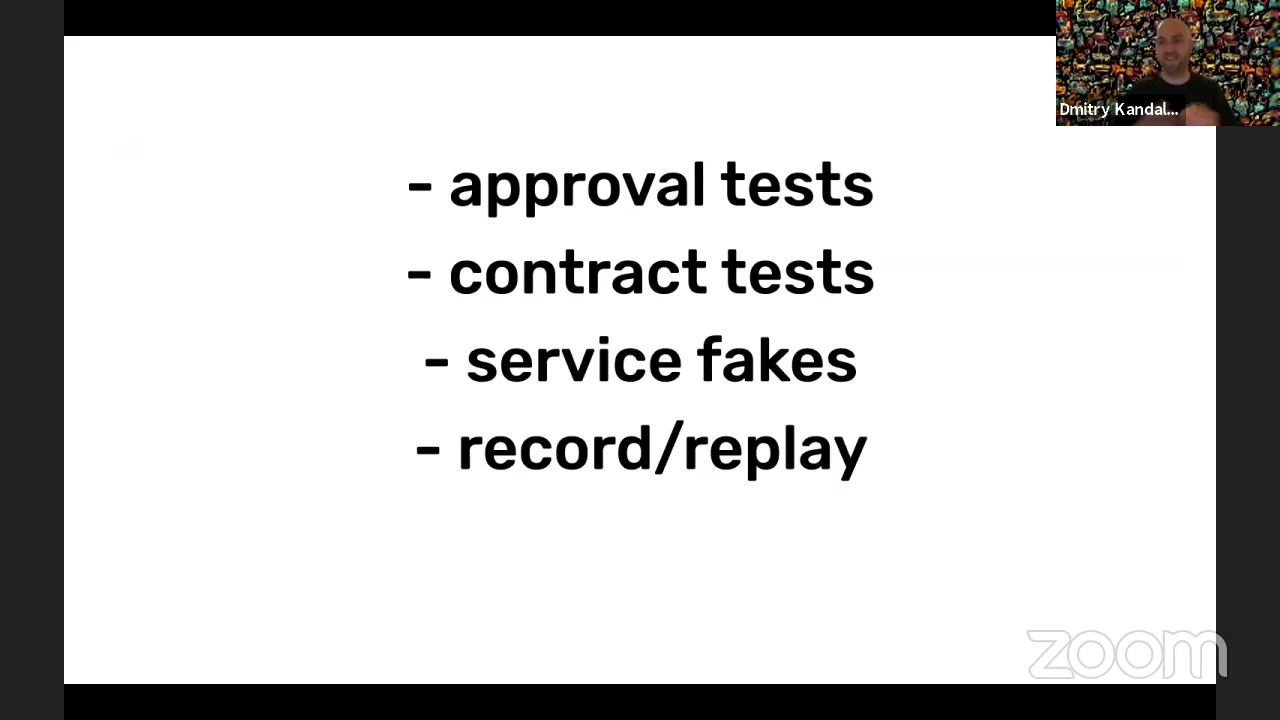 Dmitry Kandal...
- approval tests
- contract tests
- service fakes
- record/replay
zoom